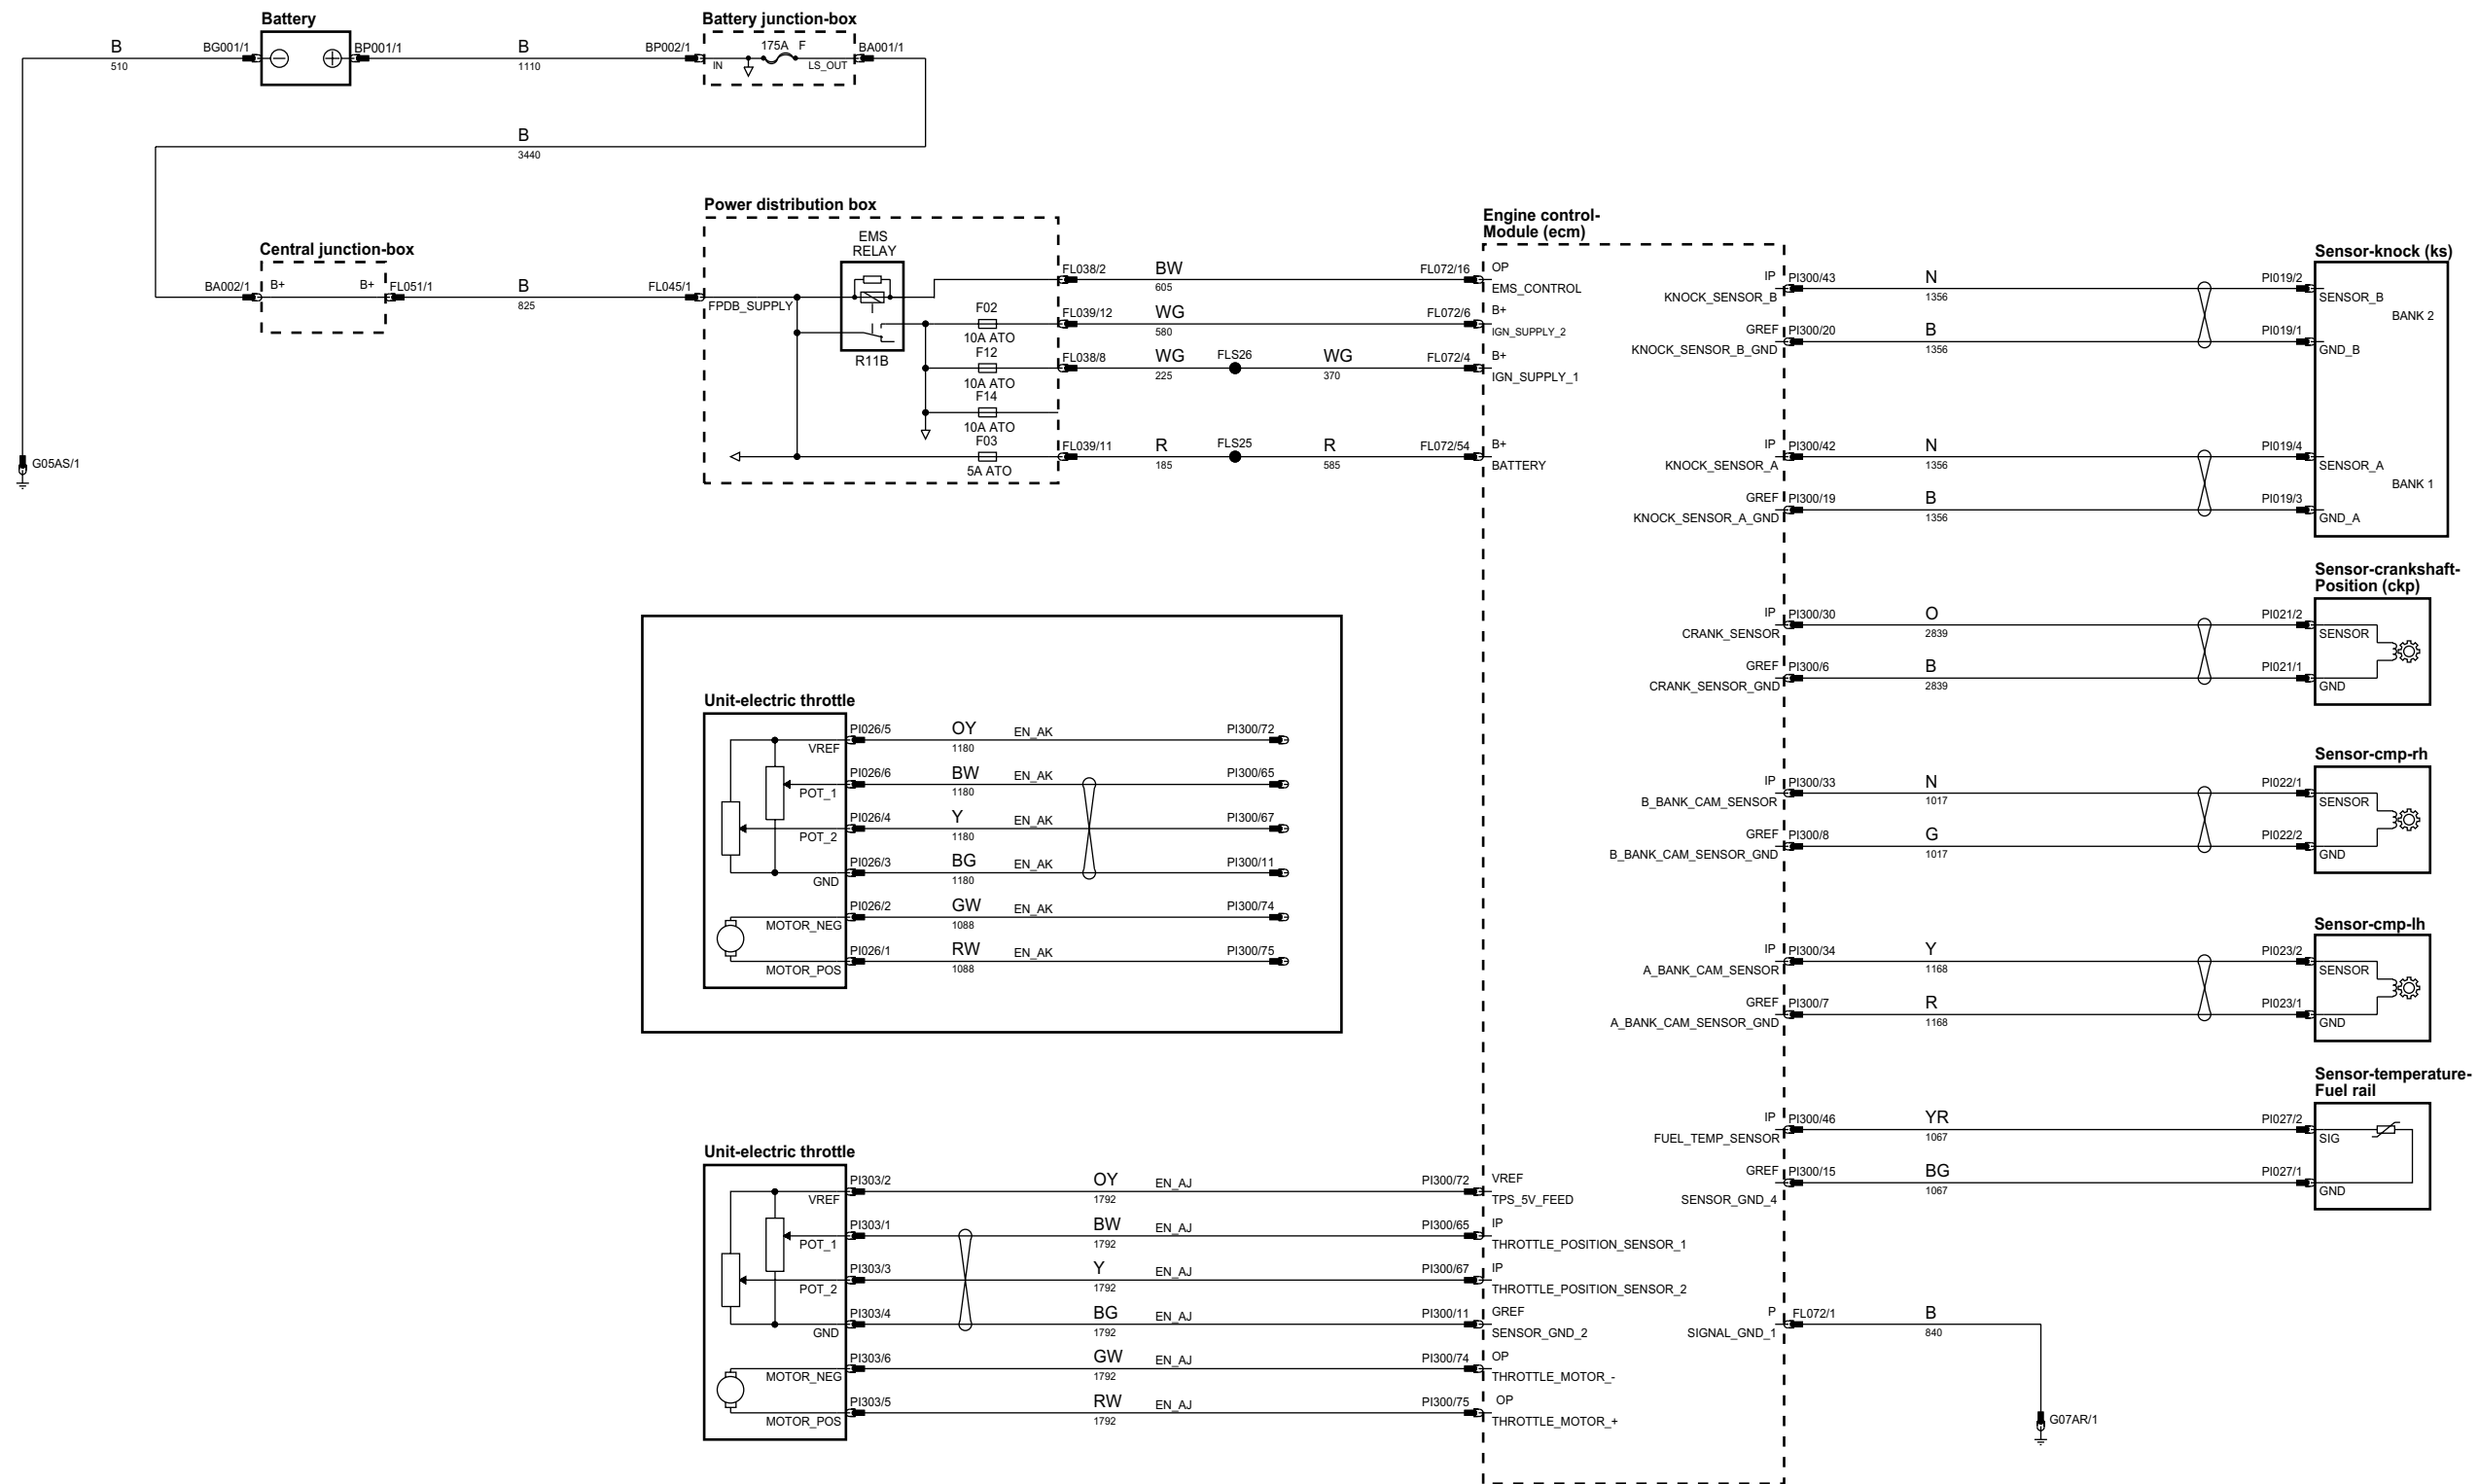 Battery
Battery junction-box
B
510
BG001/1
BP001/1
B
1110
BP002/1
175A F
IN
LS_OUT
BA001/1
B
3440
Central junction-box
BA002/1
B+
B+
FL051/1
B
825
FL045/1
Power distribution box
FPDB_SUPPLY
EMS
RELAY
R11B
F02
10A ATO
F12
10A ATO
F14
10A ATO
F03
5A ATO
G05AS/1
FL038/2
BW
605
FL072/16
FL039/12
WG
580
FL072/6
FL038/8
WG
225
FLS26
WG
370
FL072/4
FL039/11
R
185
FLS25
R
585
FL072/54
Engine control-
Module (ecm)
OP
EMS_CONTROL
B+
IGN_SUPPLY_2
B+
IGN_SUPPLY_1
B+
BATTERY
IP
KNOCK_SENSOR_B
PI300/43
N
1356
PI019/2
GREF
KNOCK_SENSOR_B_GND
PI300/20
B
1356
PI019/1
IP
KNOCK_SENSOR_A
PI300/42
N
1356
PI019/4
GREF
KNOCK_SENSOR_A_GND
PI300/19
B
1356
PI019/3
Sensor-knock (ks)
SENSOR_B
BANK 2
GND_B
SENSOR_A
BANK 1
GND_A
Sensor-crankshaft-
Position (ckp)
IP
CRANK_SENSOR
PI300/30
O
2839
PI021/2
SENSOR
GREF
CRANK_SENSOR_GND
PI300/6
B
2839
PI021/1
GND
Sensor-cmp-rh
IP
B_BANK_CAM_SENSOR
PI300/33
N
1017
PI022/1
SENSOR
GREF
B_BANK_CAM_SENSOR_GND
PI300/8
G
1017
PI022/2
GND
Sensor-cmp-lh
IP
A_BANK_CAM_SENSOR
PI300/34
Y
1168
PI023/2
SENSOR
GREF
A_BANK_CAM_SENSOR_GND
PI300/7
R
1168
PI023/1
GND
Sensor-temperature-
Fuel rail
IP
FUEL_TEMP_SENSOR
PI300/46
YR
1067
PI027/2
SIG
GREF
SENSOR_GND_4
PI300/15
BG
1067
PI027/1
GND
P
SIGNAL_GND_1
FL072/1
B
840
G07AR/1
Unit-electric throttle
VREF
PI026/5
OY
1180
EN_AK
PI300/72
POT_1
PI026/6
BW
1180
EN_AK
PI300/65
POT_2
PI026/4
Y
1180
EN_AK
PI300/67
GND
PI026/3
BG
1180
EN_AK
PI300/11
MOTOR_NEG
PI026/2
GW
1088
EN_AK
PI300/74
MOTOR_POS
PI026/1
RW
1088
EN_AK
PI300/75
Unit-electric throttle
VREF
PI303/2
OY
1792
EN_AJ
PI300/72
VREF
TPS_5V_FEED
POT_1
PI303/1
BW
1792
EN_AJ
PI300/65
IP
THROTTLE_POSITION_SENSOR_1
POT_2
PI303/3
Y
1792
EN_AJ
PI300/67
IP
THROTTLE_POSITION_SENSOR_2
GND
PI303/4
BG
1792
EN_AJ
PI300/11
GREF
SENSOR_GND_2
MOTOR_NEG
PI303/6
GW
1792
EN_AJ
PI300/74
OP
THROTTLE_MOTOR_-
MOTOR_POS
PI303/5
RW
1792
EN_AJ
PI300/75
OP
THROTTLE_MOTOR_+